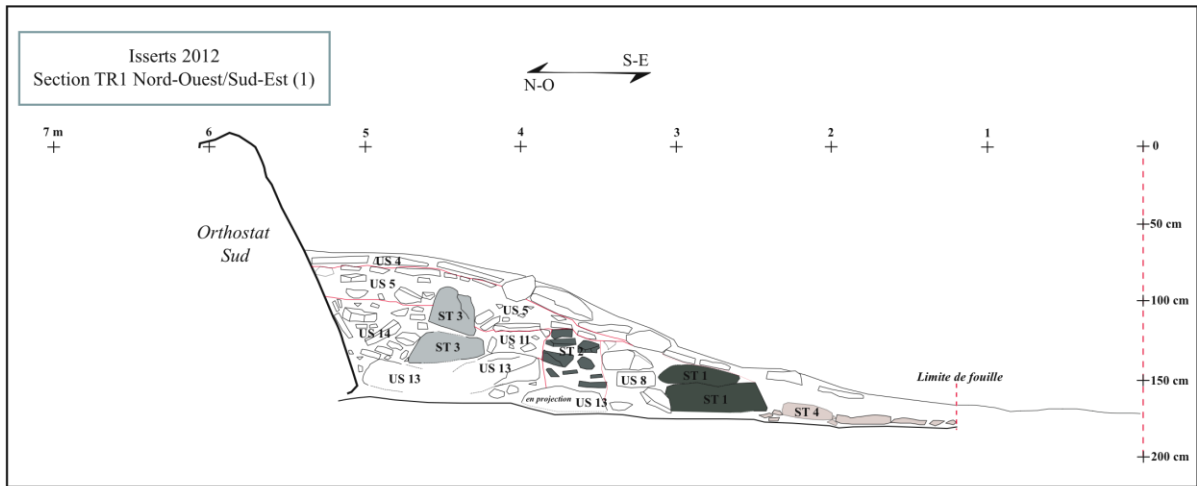 Isserts 2012
Section TR1 Nord-Ouest/Sud-Est (1)
S-E
N-O
7 m
6
5
4
3
2
1
0
50 cm
100 cm
150 cm
200 cm
Orthostat
Sud
US 4
US 5
US 5
ST 3
US 14
US 11
ST 2
ST 3
US 13
US 13
US 8
ST 1
ST 1
en projection
US 13
ST 4
Limite de fouille